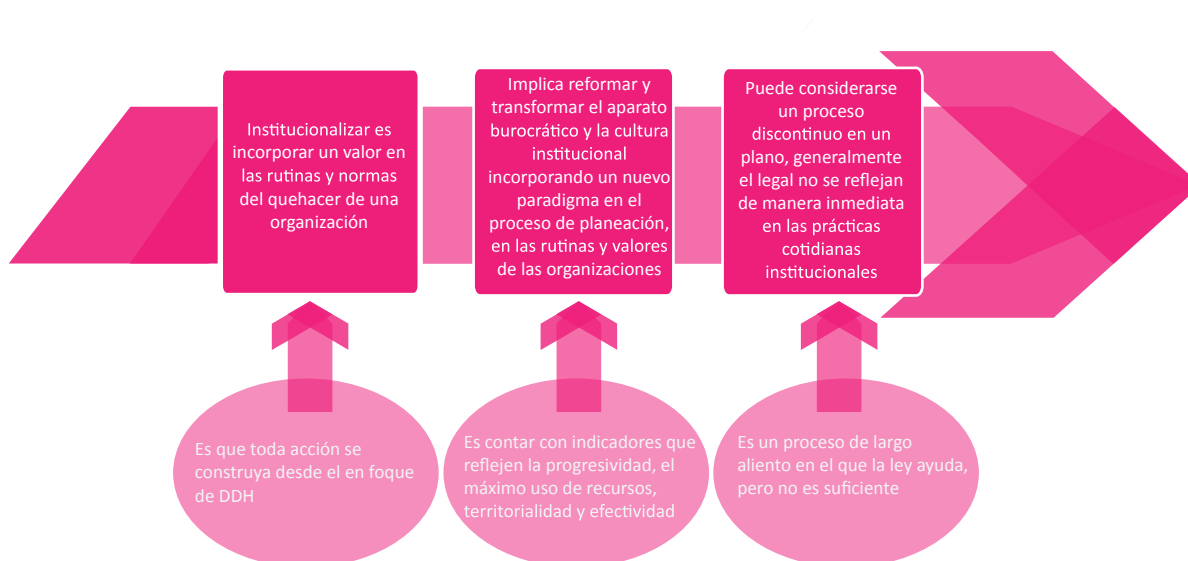 Institucionalizar es
incorporar un valor en
las rutinas y normas
del quehacer de una
organización
Implica reformar y
transformar el aparato
burocrático y la cultura
institucional
incorporando un nuevo
paradigma en el
proceso de planeación,
en las rutinas y valores
de las organizaciones
Puede considerarse
un proceso
discontinuo en un
plano, generalmente
el legal no se reflejan
de manera inmediata
en las prácticas
cotidianas
institucionales
Es que toda acción se
construya desde el en foque
de DDH
Es contar con indicadores que
reflejen la progresividad, el
máximo uso de recursos,
territorialidad y efectividad
Es un proceso de largo
aliento en el que la ley ayuda,
pero no es suficiente